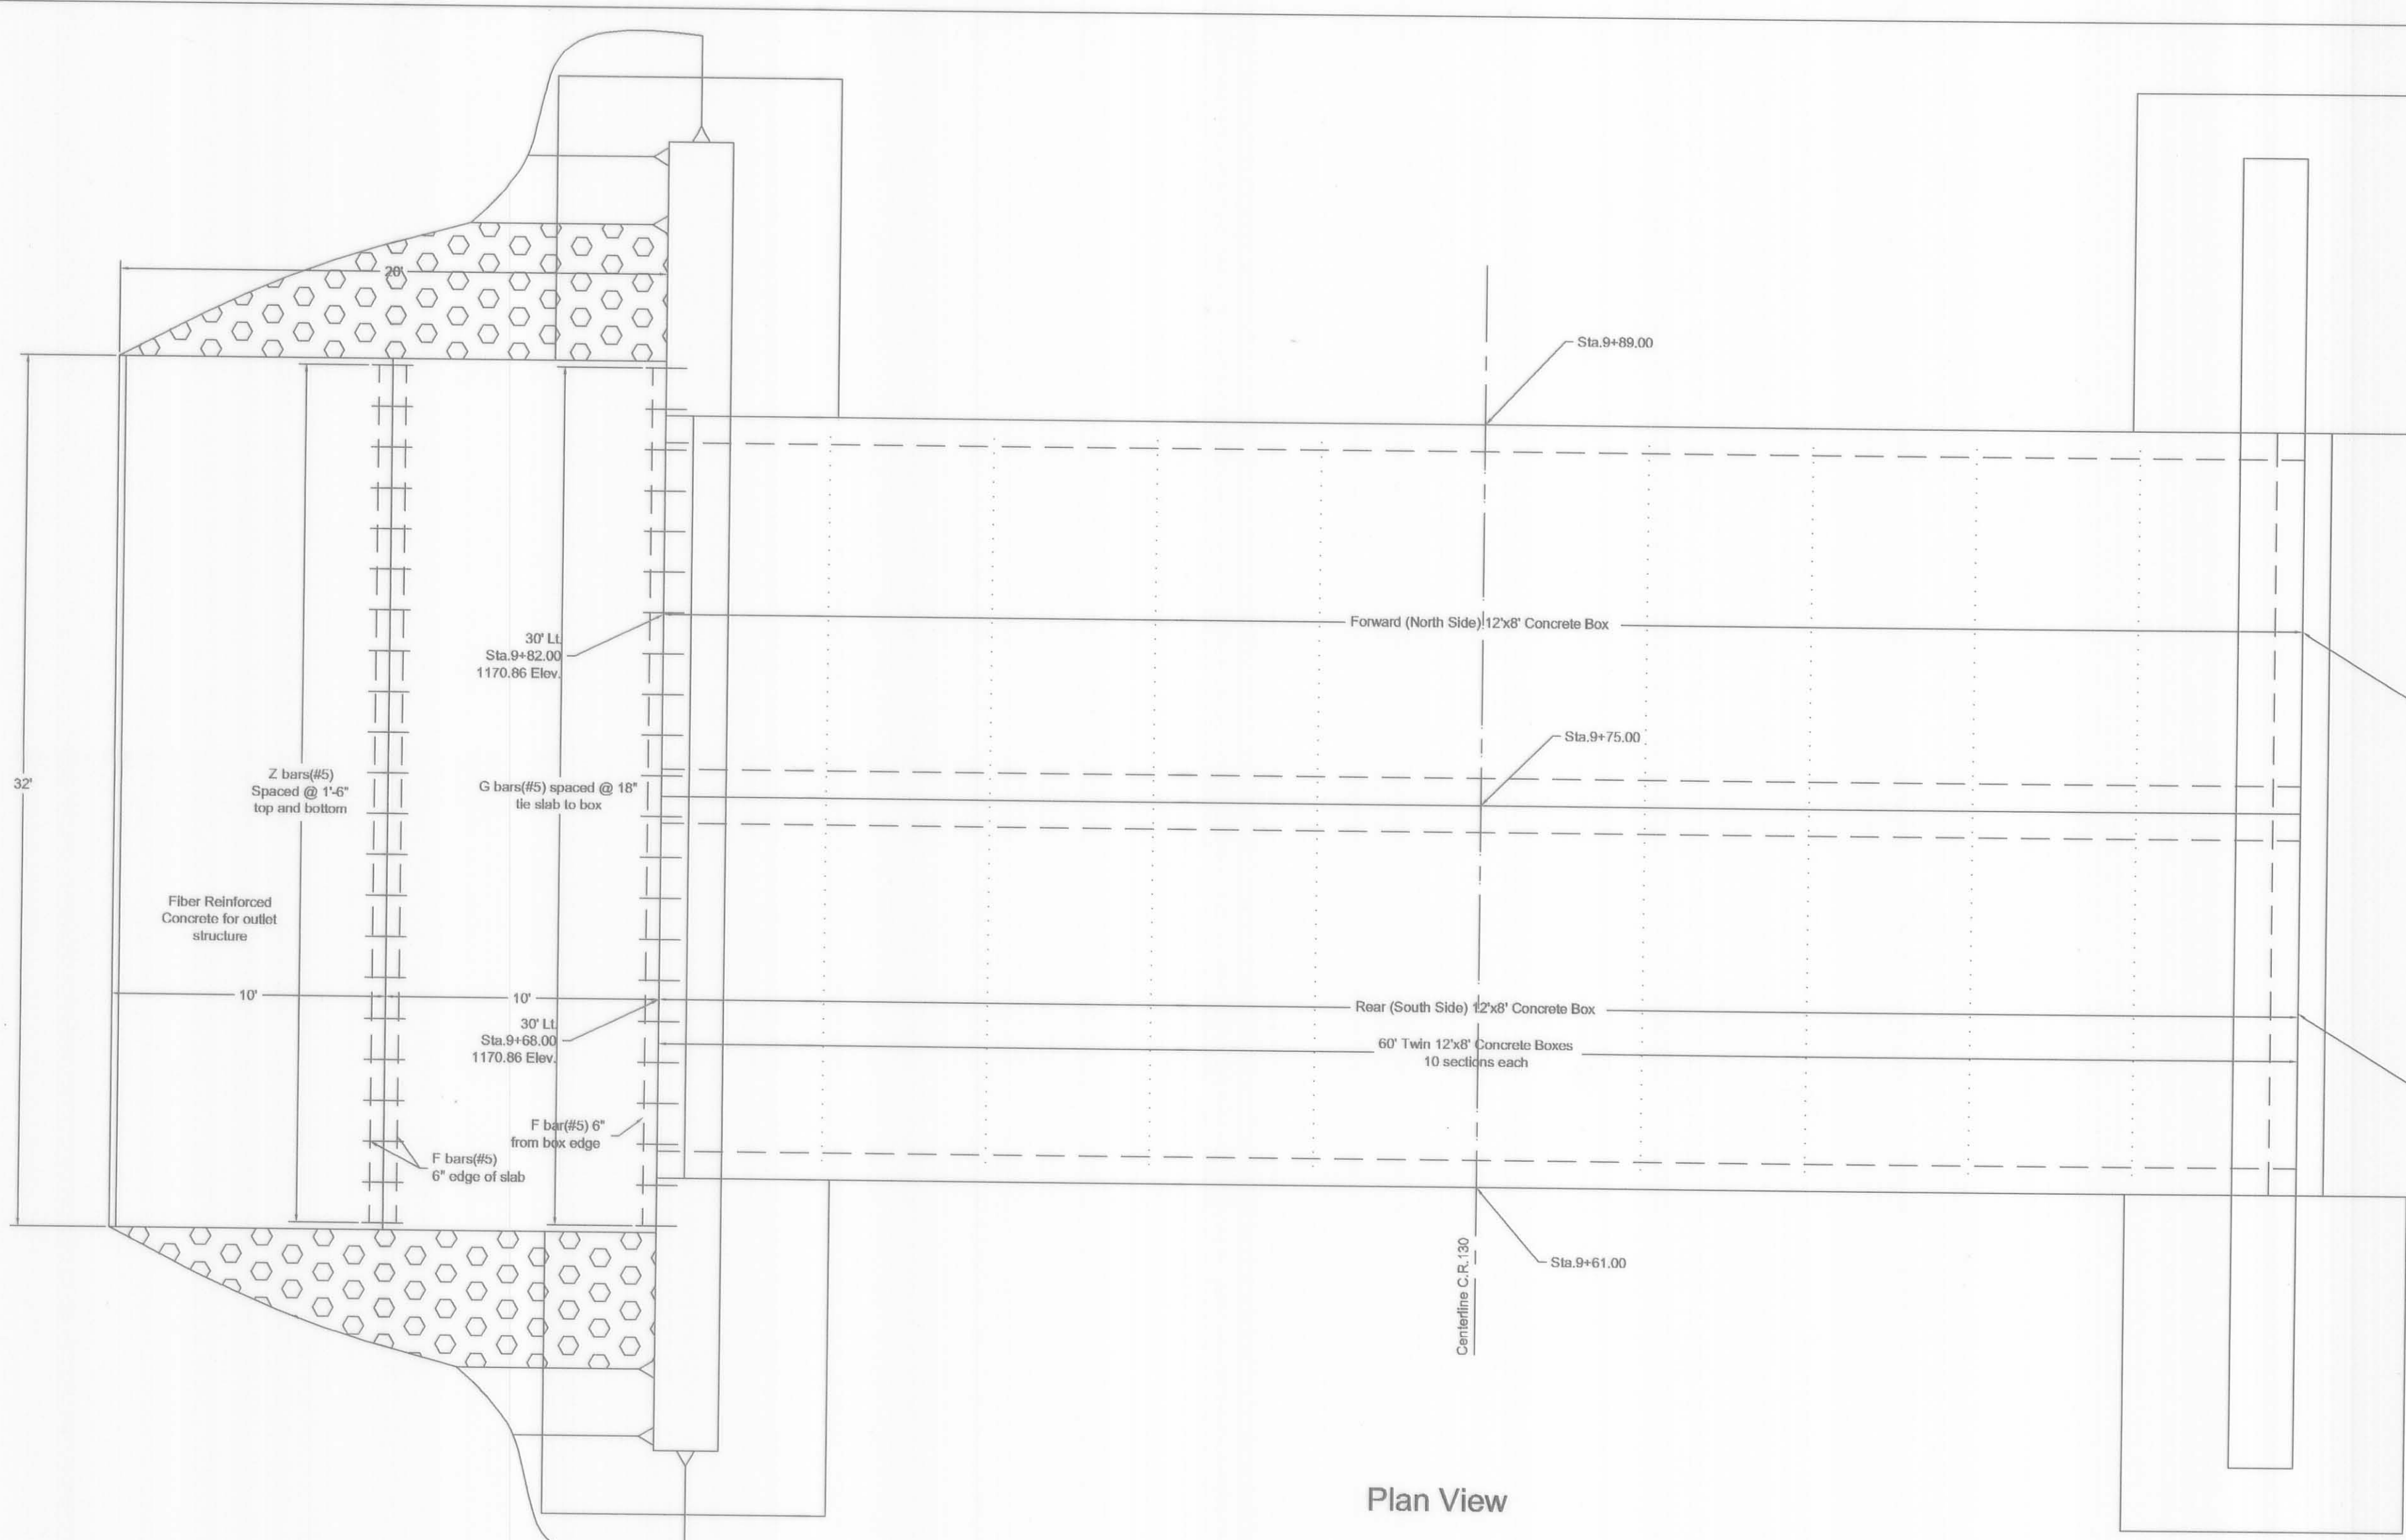 20'
Sta.9+89.00
Forward (North Side) 12'x8' Concrete Box
30' Lt.
Sta.9+82.00
1170.86 Elev.
Sta.9+75.00
32'
Z bars(#5)
Spaced @ 1'-6"
top and bottom
G bars(#5) spaced @ 18"
tie slab to box
Fiber Reinforced
Concrete for outlet
structure
10'
10'
30' Lt.
Sta.9+68.00
1170.86 Elev.
Rear (South Side) 12'x8' Concrete Box
60' Twin 12'x8' Concrete Boxes
10 sections each
F bar(#5) 6"
from box edge
F bars(#5)
6" edge of slab
Sta.9+61.00
Centerline C.R.130
Plan View